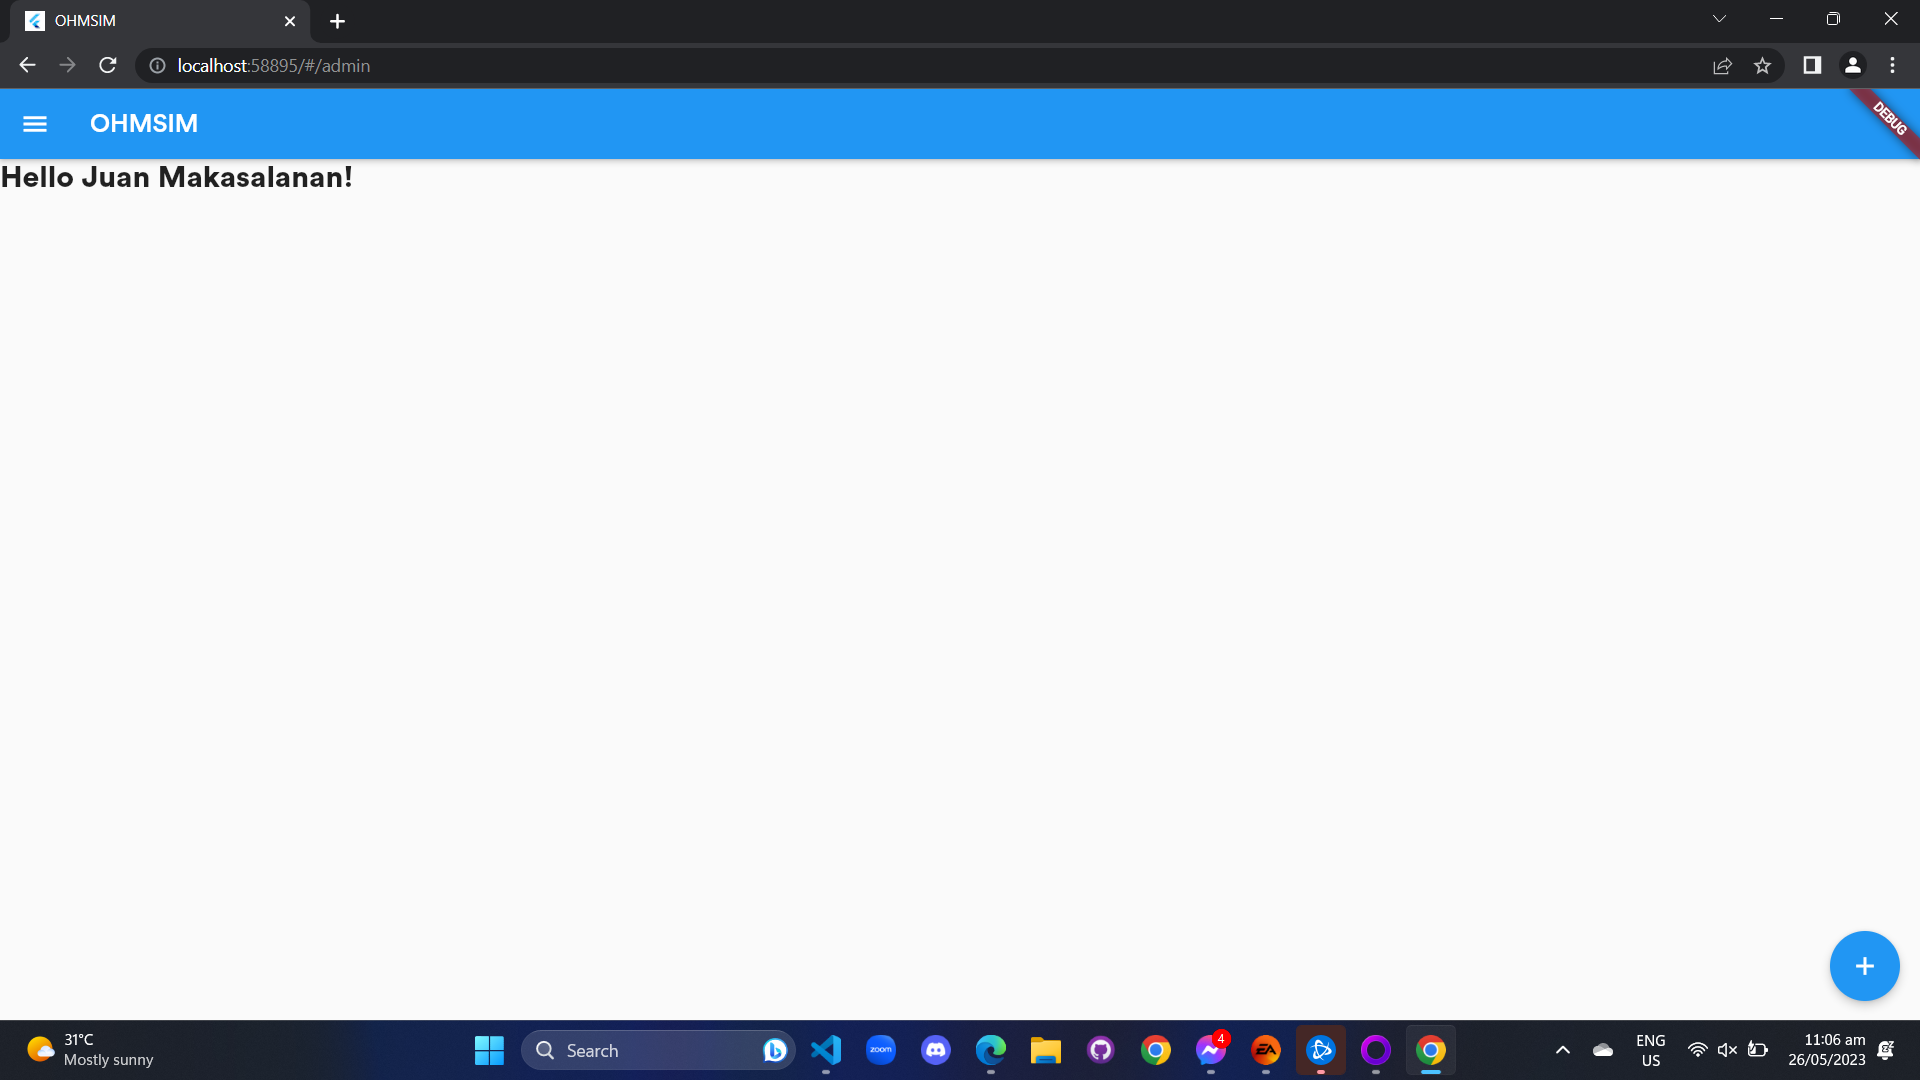 OHMSIM
localhost:58895/#/admin
OHMSIM
DEBUG
Hello Juan Makasalanan!
31°C
Mostly sunny
Search
zoom
4
EA
ENG
US
11:06 am
26/05/2023